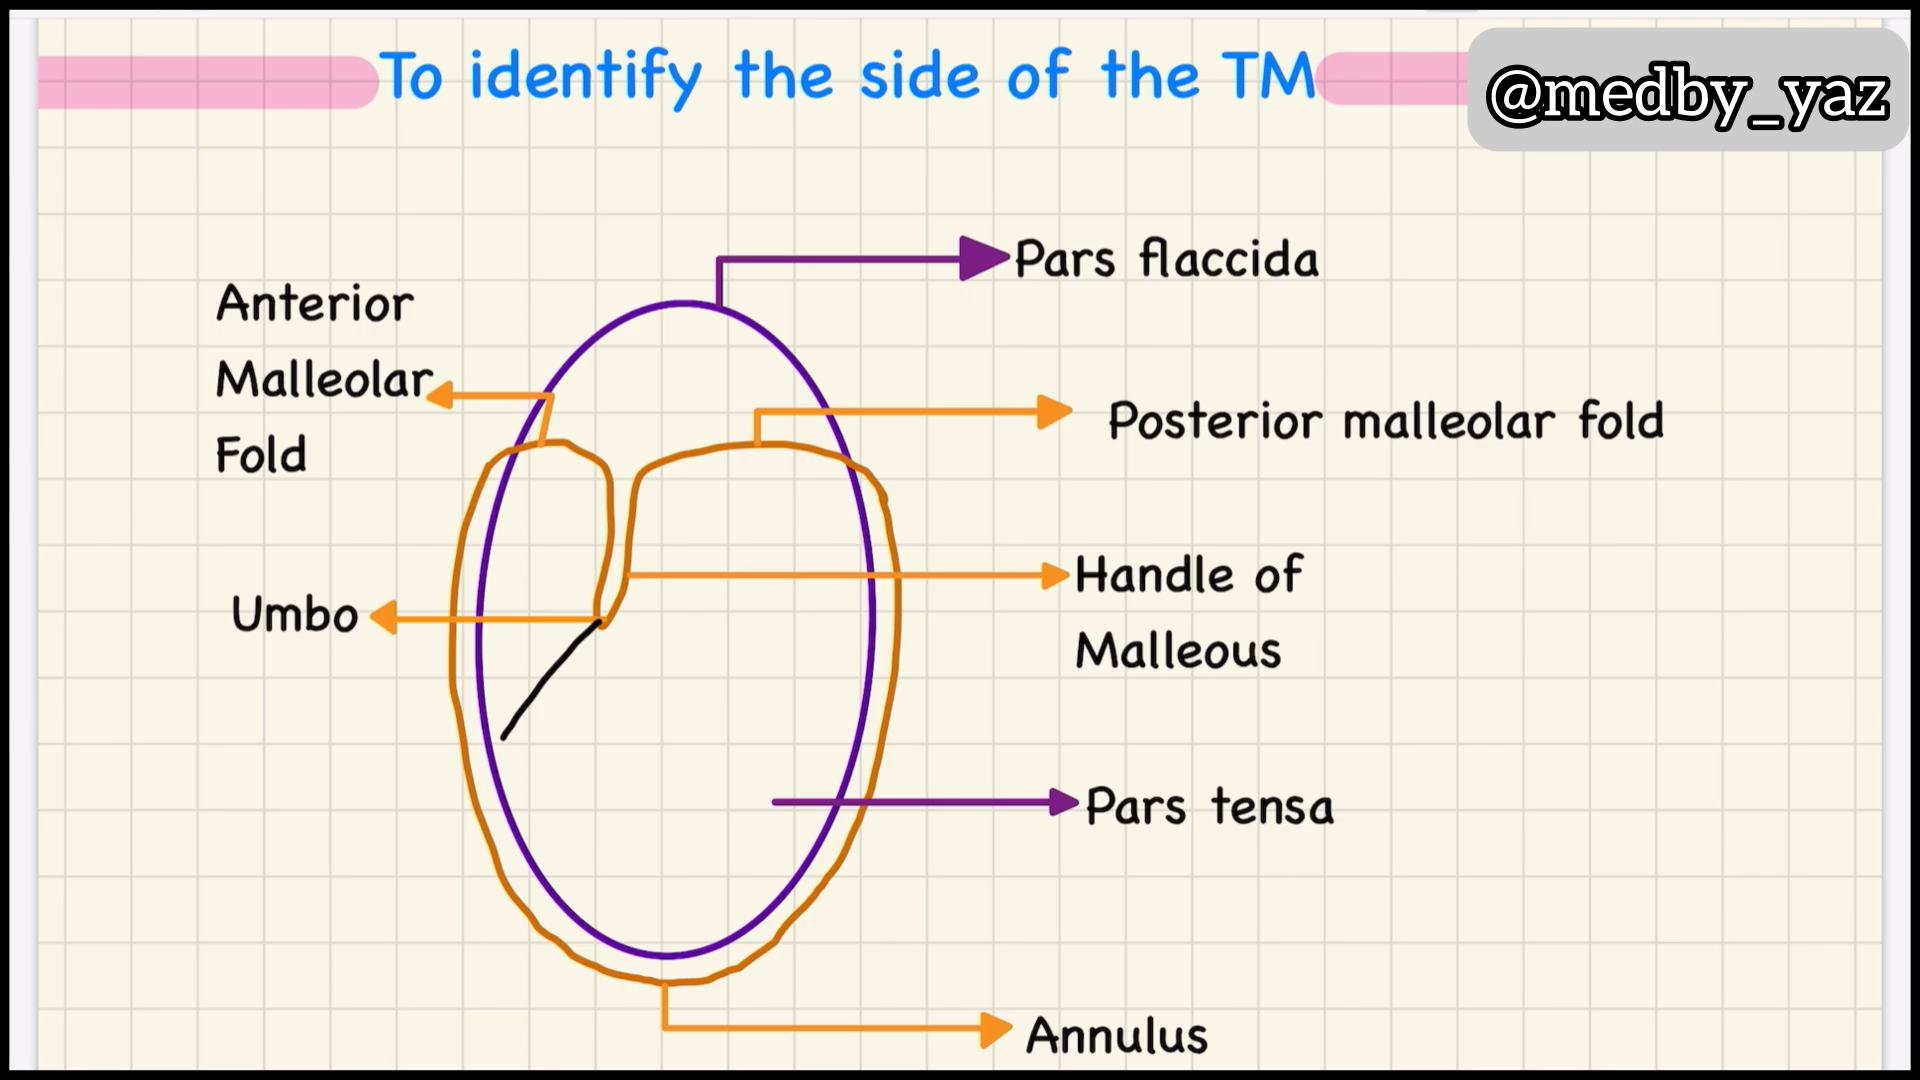 To identify the side of the TM
@medby_yaz
Pars flaccida
Anterior
Malleolar
Fold
Posterior malleolar fold
Handle of
Malleous
Umbo
Pars tensa
Annulus